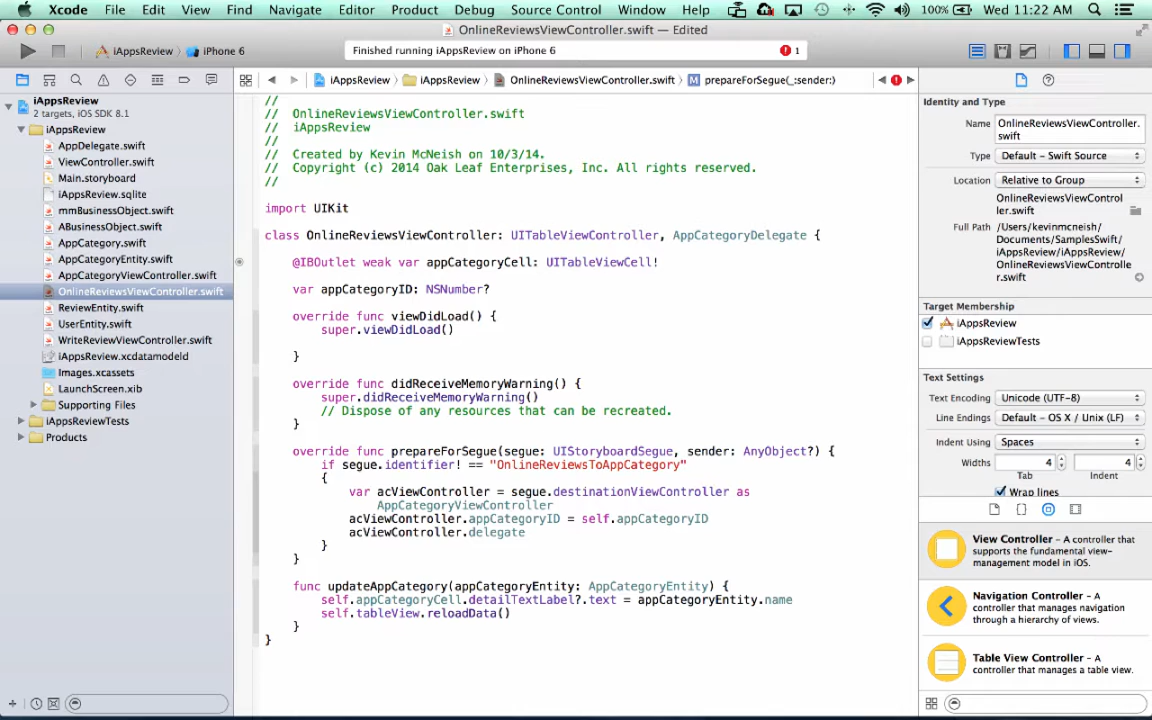 Xcode File Edit View Find Navigate Editor Product Debug Source Control Window Help 100% Wed 11:22 AM
OnlineReviewsViewController.swift — Edited
iAppsReview iPhone 6 Finished running iAppsReview on iPhone 6 1
iAppsReview iAppsReview OnlineReviewsViewController.swift M prepareForSegue(_:sender:)
iAppsReview
2 targets, iOS SDK 8.1
iAppsReview
AppDelegate.swift
ViewController.swift
Main.storyboard
iAppsReview.sqlite
mmBusinessObject.swift
ABusinessObject.swift
AppCategory.swift
AppCategoryEntity.swift
AppCategoryViewController.swift
OnlineReviewsViewController.swift
ReviewEntity.swift
UserEntity.swift
WriteReviewViewController.swift
iAppsReview.xcdatamodeld
Images.xcassets
LaunchScreen.xib
Supporting Files
iAppsReviewTests
Products
//
// OnlineReviewsViewController.swift
// iAppsReview
//
// Created by Kevin McNeish on 10/3/14.
// Copyright (c) 2014 Oak Leaf Enterprises, Inc. All rights reserved.
//
import UIKit
class OnlineReviewsViewController: UITableViewController, AppCategoryDelegate {
@IBOutlet weak var appCategoryCell: UITableViewCell!
var appCategoryID: NSNumber?
override func viewDidLoad() {
super.viewDidLoad()
}
override func didReceiveMemoryWarning() {
super.didReceiveMemoryWarning()
// Dispose of any resources that can be recreated.
}
override func prepareForSegue(segue: UIStoryboardSegue, sender: AnyObject?) {
if segue.identifier! == "OnlineReviewsToAppCategory"
{
var acViewController = segue.destinationViewController as
AppCategoryViewController
acViewController.appCategoryID = self.appCategoryID
acViewController.delegate
}
}
func updateAppCategory(appCategoryEntity: AppCategoryEntity) {
self.appCategoryCell.detailTextLabel?.text = appCategoryEntity.name
self.tableView.reloadData()
}
}
Identity and Type
Name OnlineReviewsViewController.
swift
Type Default - Swift Source
Location Relative to Group
OnlineReviewsViewControl
ler.swift
Full Path /Users/kevinmcneish/
Documents/SamplesSwift/
iAppsReview/iAppsReview/
OnlineReviewsViewControlle
r.swift
Target Membership
iAppsReview
iAppsReviewTests
Text Settings
Text Encoding Unicode (UTF-8)
Line Endings Default - OS X / Unix (LF)
Indent Using Spaces
Widths 4 4
Tab Indent
Wrap lines
View Controller - A controller that
supports the fundamental view-
management model in iOS.
Navigation Controller - A
controller that manages navigation
through a hierarchy of views.
Table View Controller - A
controller that manages a table view.